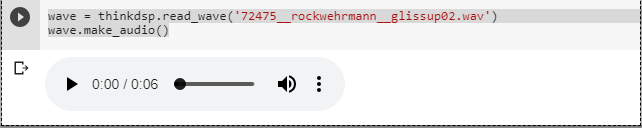 wave = thinkdsp.read_wave('72475__rockwehrmann__glissup02.wav')
wave.make_audio()
0:00 / 0:06